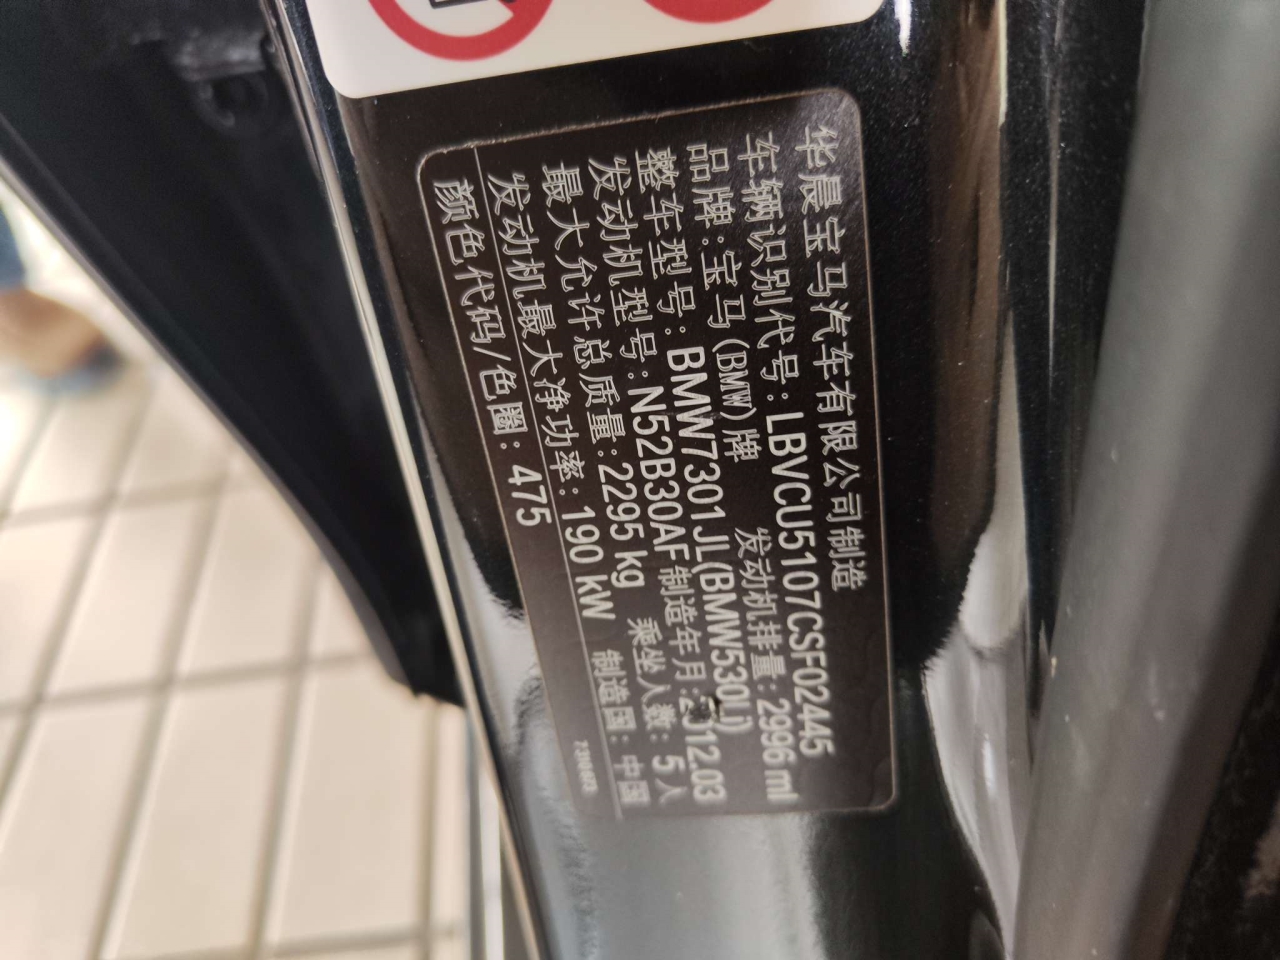 华晨宝马汽车有限公司制造
车辆识别代号:LBVCU5107CSF02445
品牌:宝马(BMW)牌 发动机排量:2996 ml
整车型号:BMW7301JL(BMW530Li)
发动机型号:N52B30AF 制造年月:2012.03
最大允许总质量:2295 kg 乘坐人数:5人
发动机最大净功率:190 kW 制造国:中国
颜色代码/色圈:475